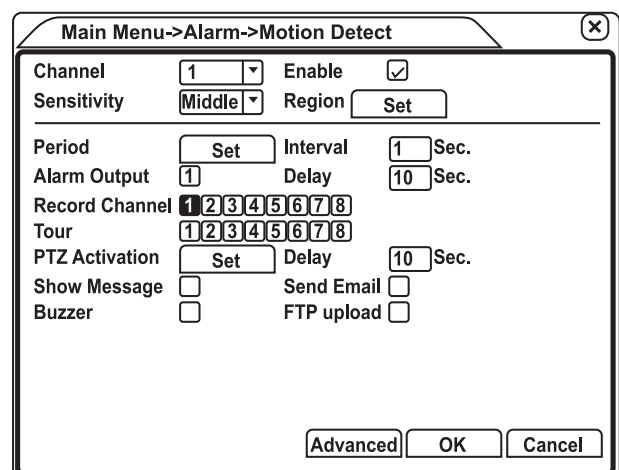 Main Menu->Alarm->Motion Detect
Channel 1 Enable
Sensitivity Middle Region Set
Period Set Interval 1 Sec.
Alarm Output 1 Delay 10 Sec.
Record Channel 1 2 3 4 5 6 7 8
Tour 1 2 3 4 5 6 7 8
PTZ Activation Set Delay 10 Sec.
Show Message Send Email
Buzzer FTP upload
Advanced OK Cancel